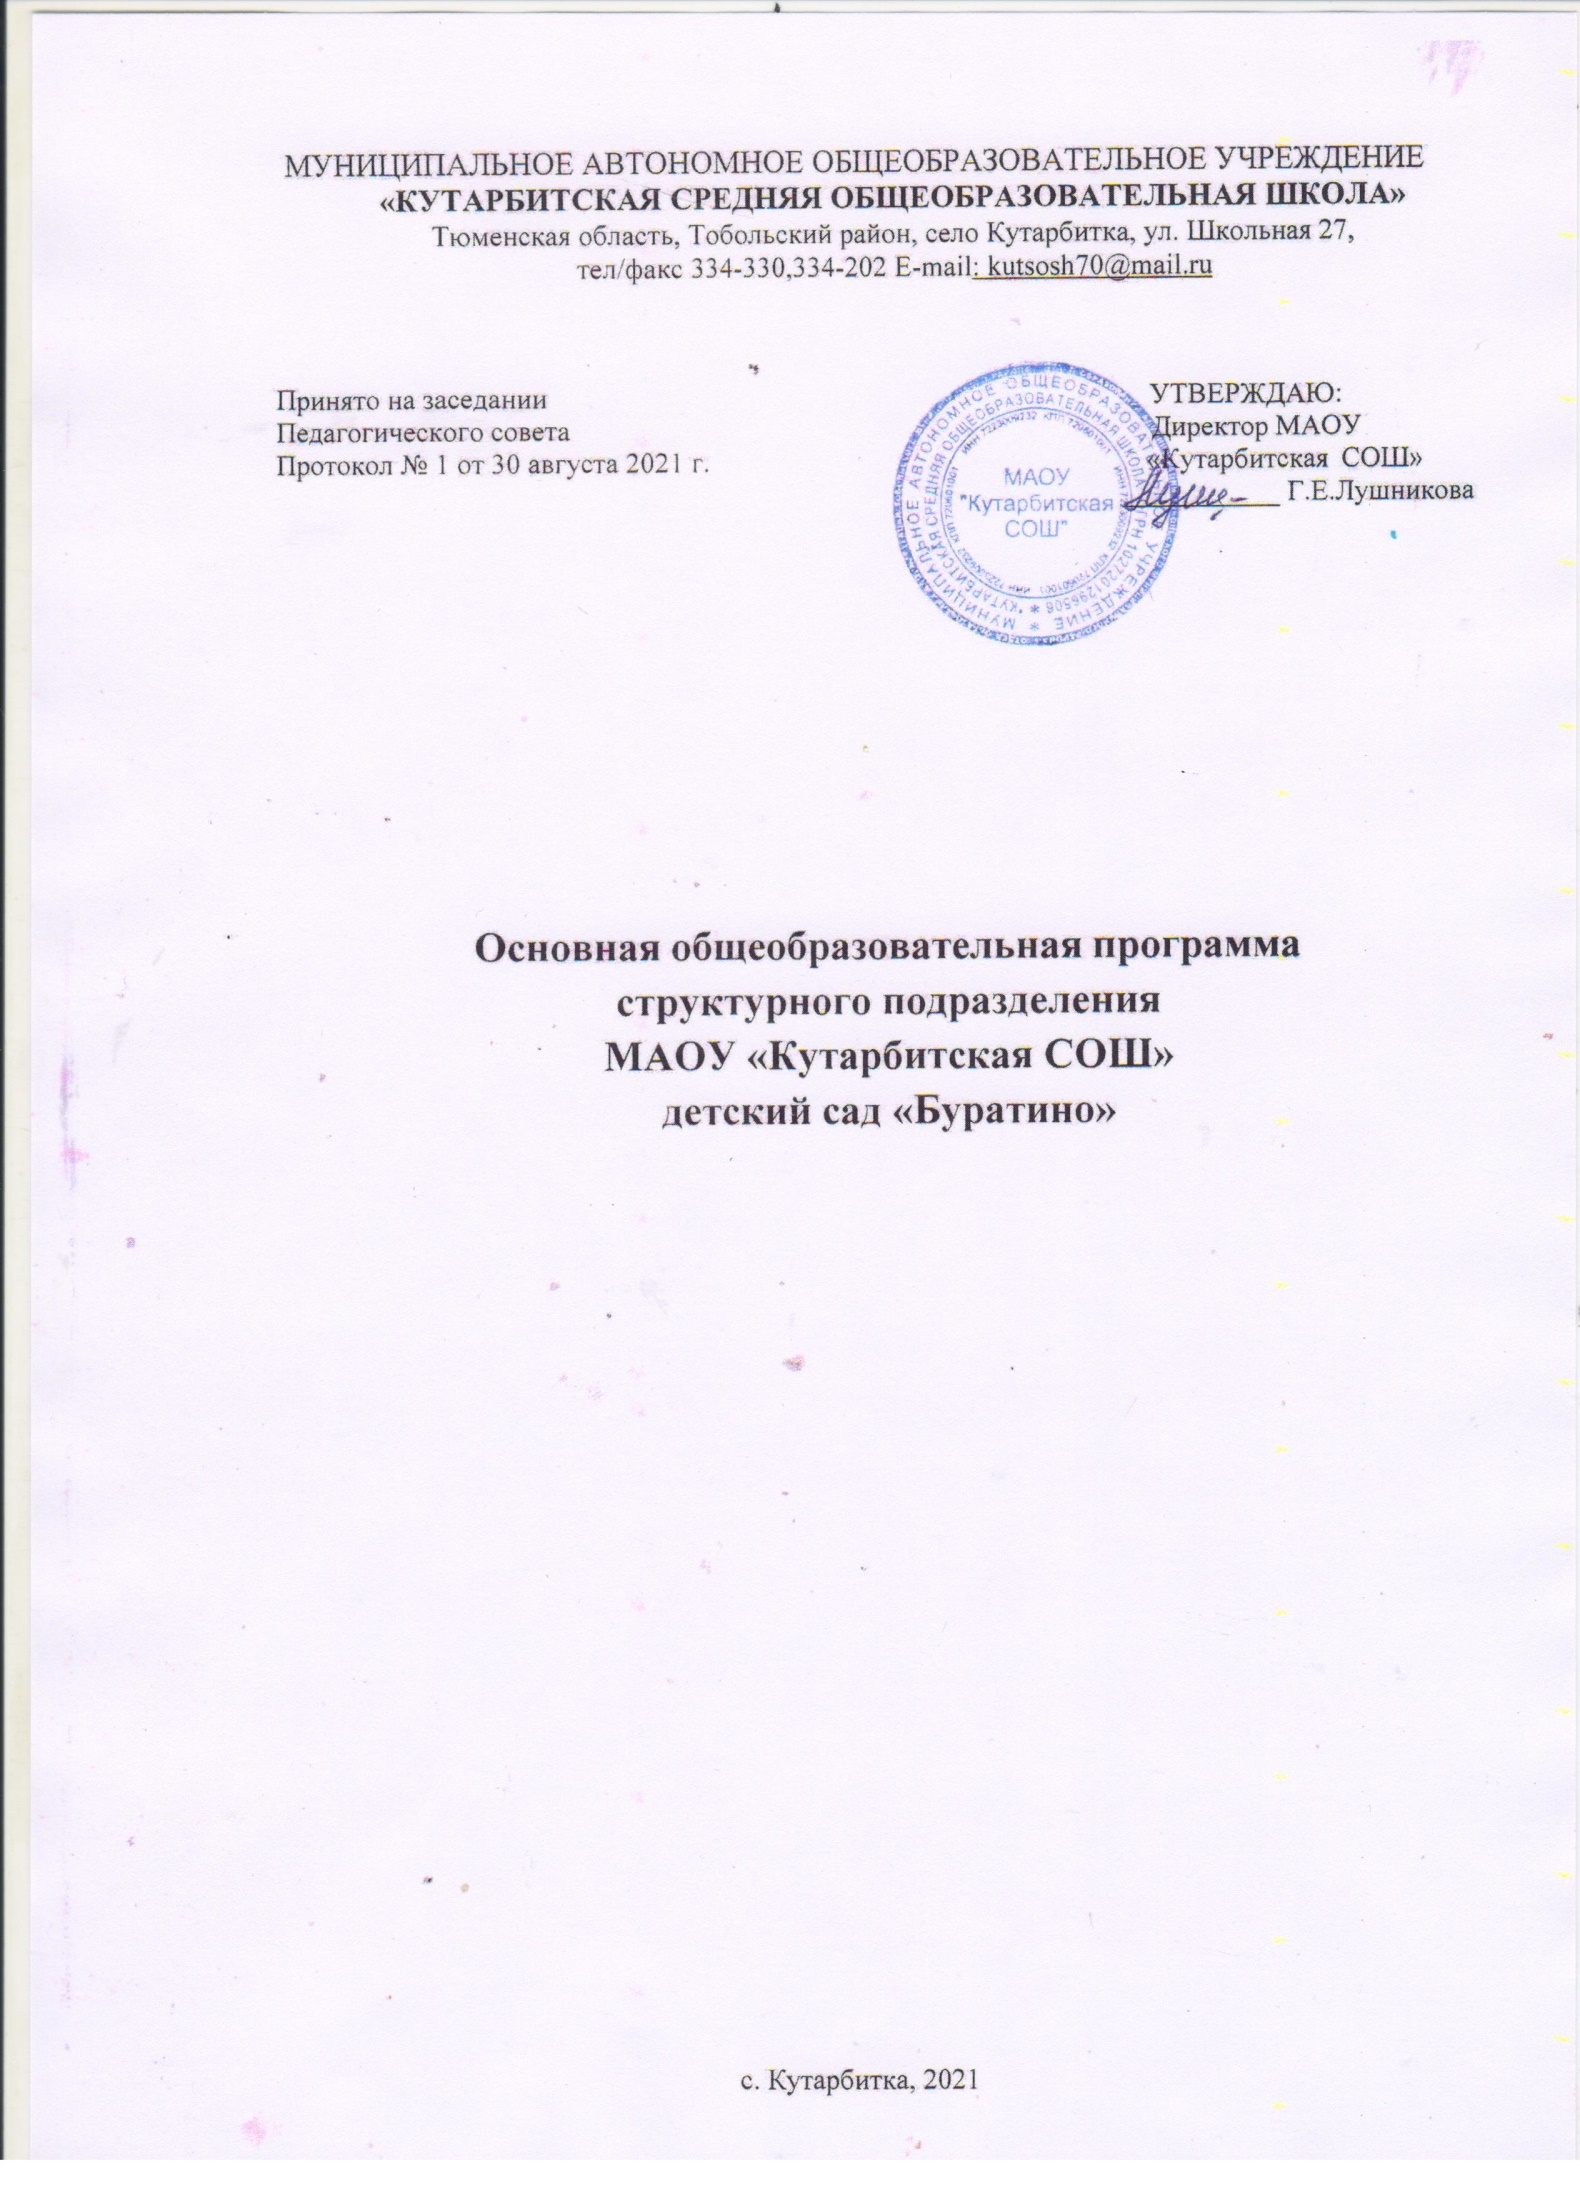 МУНИЦИПАЛЬНОЕ АВТОНОМНОЕ ОБЩЕОБРАЗОВАТЕЛЬНОЕ УЧРЕЖДЕНИЕ
«КУТАРБИТСКАЯ СРЕДНЯЯ ОБЩЕОБРАЗОВАТЕЛЬНАЯ ШКОЛА»
Тюменская область, Тобольский район, село Кутарбитка, ул. Школьная 27,
тел/факс 334-330,334-202 E-mail: kutsosh70@mail.ru
Принято на заседании
Педагогического совета
Протокол № 1 от 30 августа 2021 г.
МАОУ
"Кутарбитская
СОШ"
УТВЕРЖДАЮ:
Директор МАОУ
«Кутарбитская СОШ»
Г.Е.Лушникова
Основная общеобразовательная программа
структурного подразделения
МАОУ «Кутарбитская СОШ»
детский сад «Буратино»
с. Кутарбитка, 2021